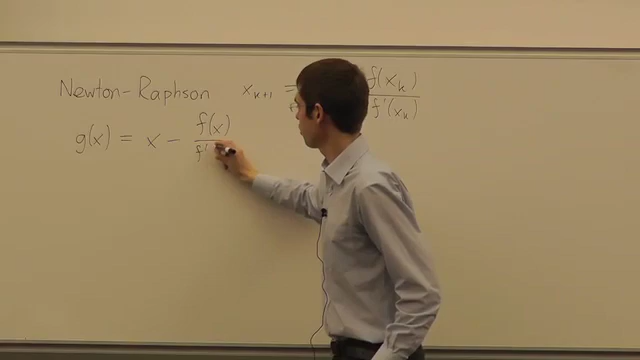 Newton-Raphson x_{k+1} = f(x_k) / f'(x_k)
g(x) = x - f(x) / f'